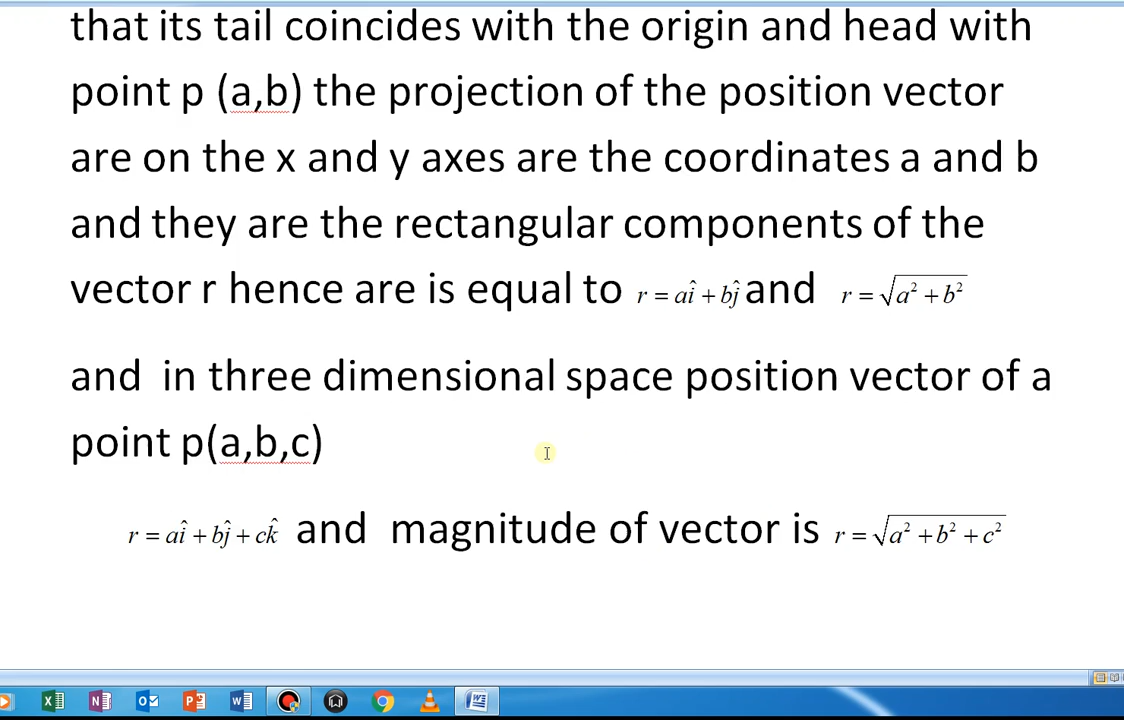 that its tail coincides with the origin and head with
point p (a,b) the projection of the position vector
are on the x and y axes are the coordinates a and b
and they are the rectangular components of the
vector r hence are is equal to r = aî + bĵ and r = √a² + b²
and in three dimensional space position vector of a
point p(a,b,c)
r = aî + bĵ + ck̂ and magnitude of vector is r = √a² + b² + c²